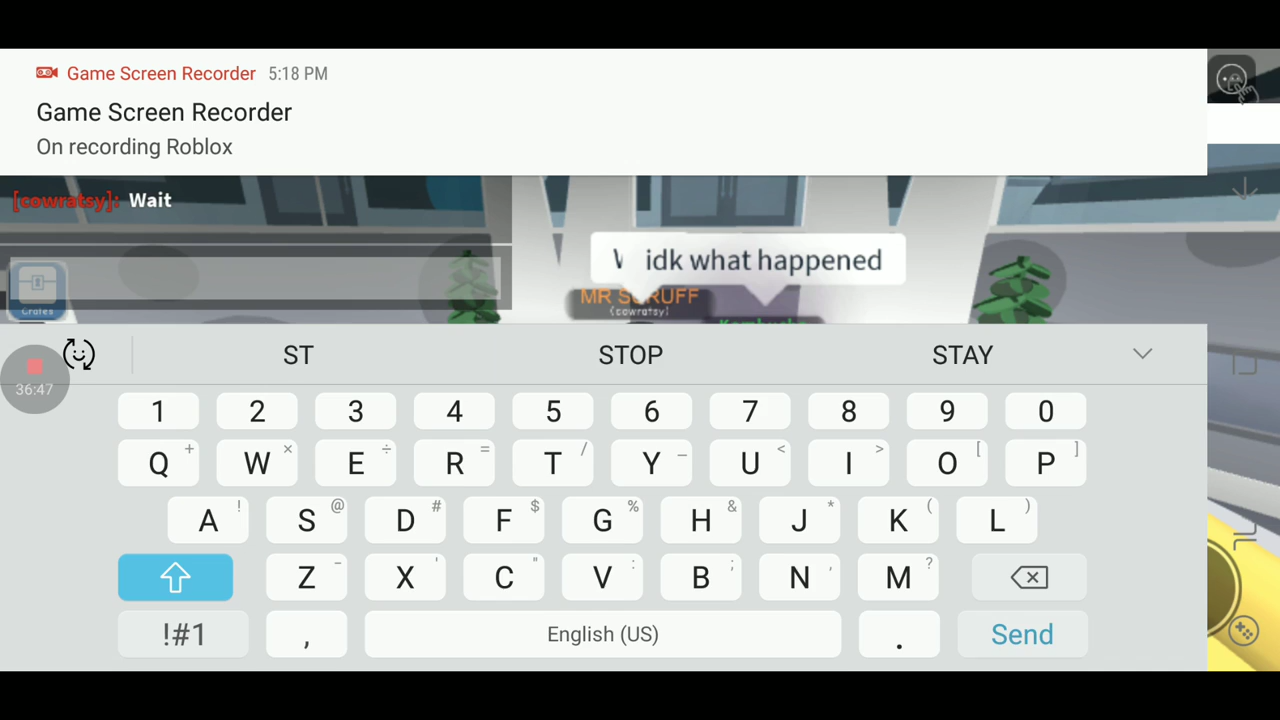 Game Screen Recorder 5:18 PM
Game Screen Recorder
On recording Roblox
[cowratsy]: Wait
idk what happened
MR SCRUFF
(cowratsy)
Crates
36:47
ST STOP STAY
1 2 3 4 5 6 7 8 9 0
Q + W × E ÷ R = T / Y _ U < I > O [ P ]
A ! S @ D # F $ G % H & J * K ( L )
Z - X ' C " V : B ; N , M ?
!#1 , English (US) . Send